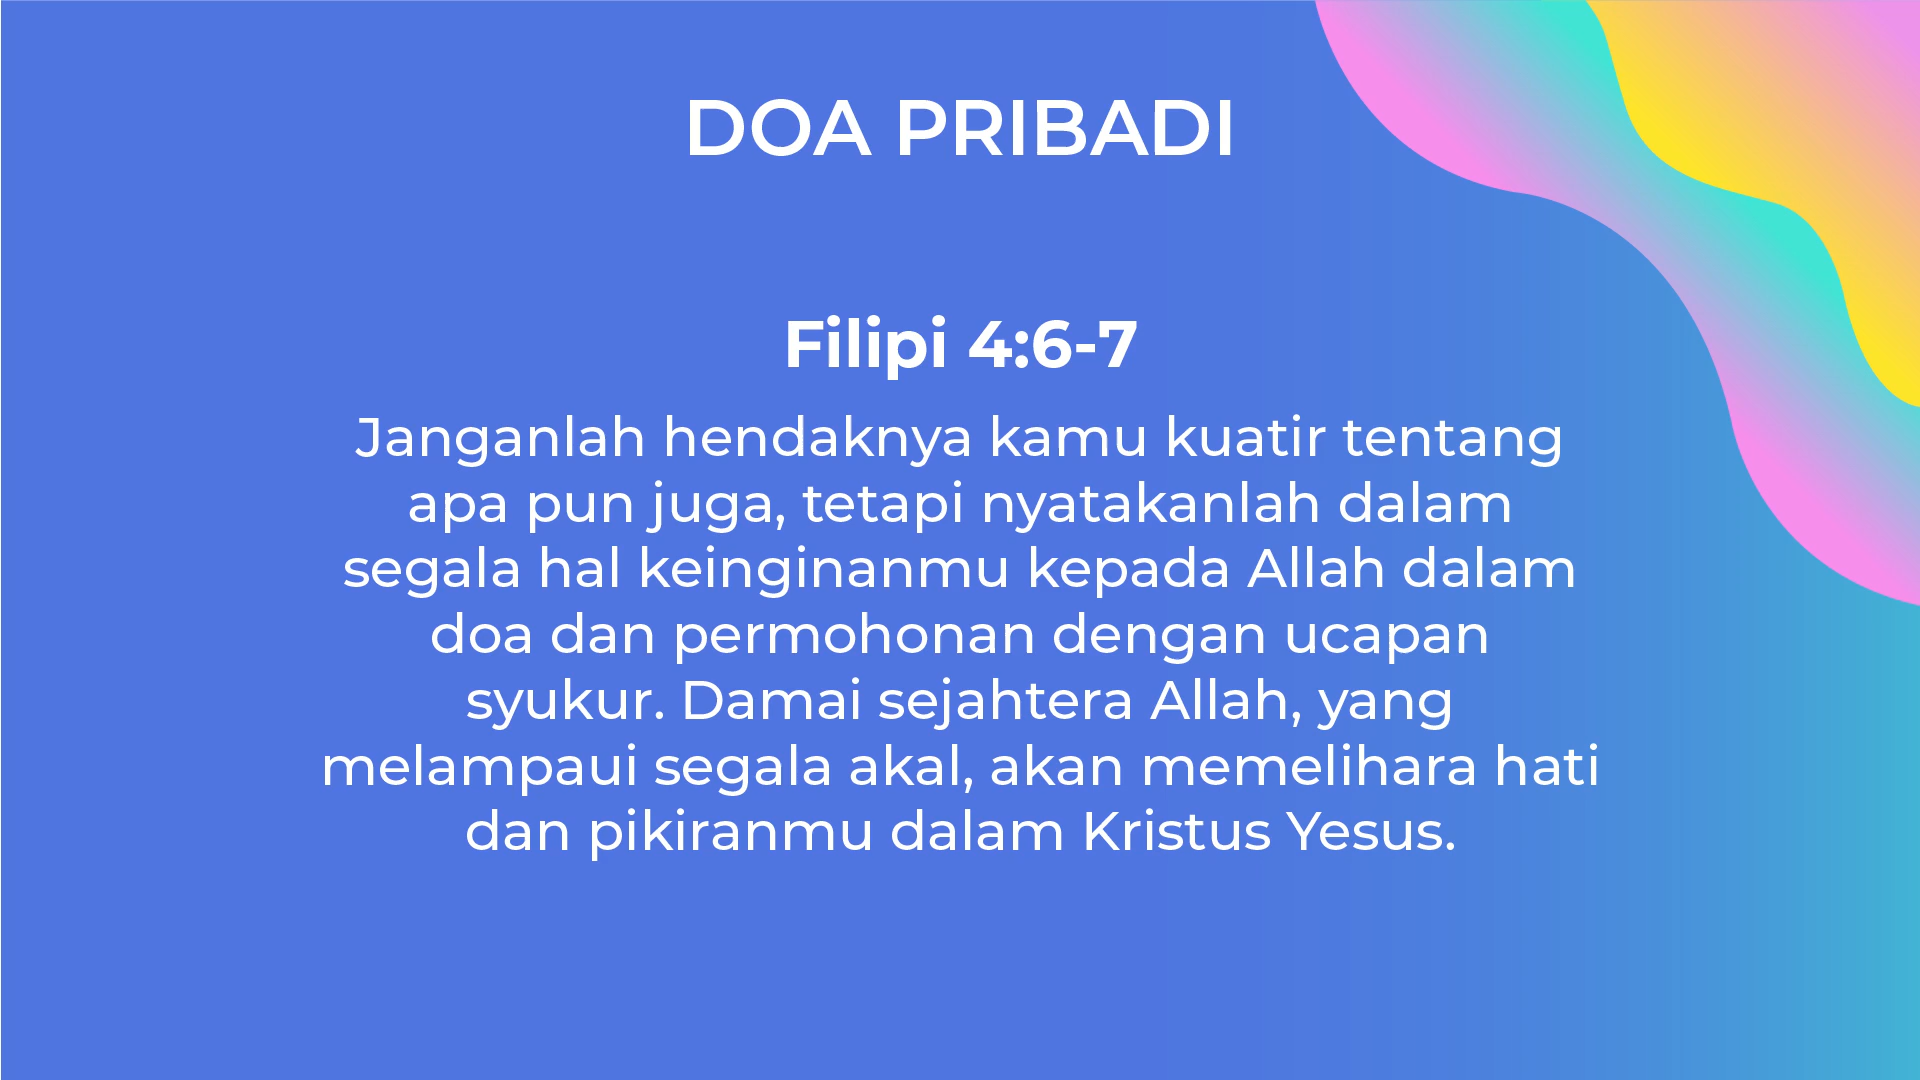 DOA PRIBADI
Filipi 4:6-7
Janganlah hendaknya kamu kuatir tentang
apa pun juga, tetapi nyatakanlah dalam
segala hal keinginanmu kepada Allah dalam
doa dan permohonan dengan ucapan
syukur. Damai sejahtera Allah, yang
melampaui segala akal, akan memelihara hati
dan pikiranmu dalam Kristus Yesus.